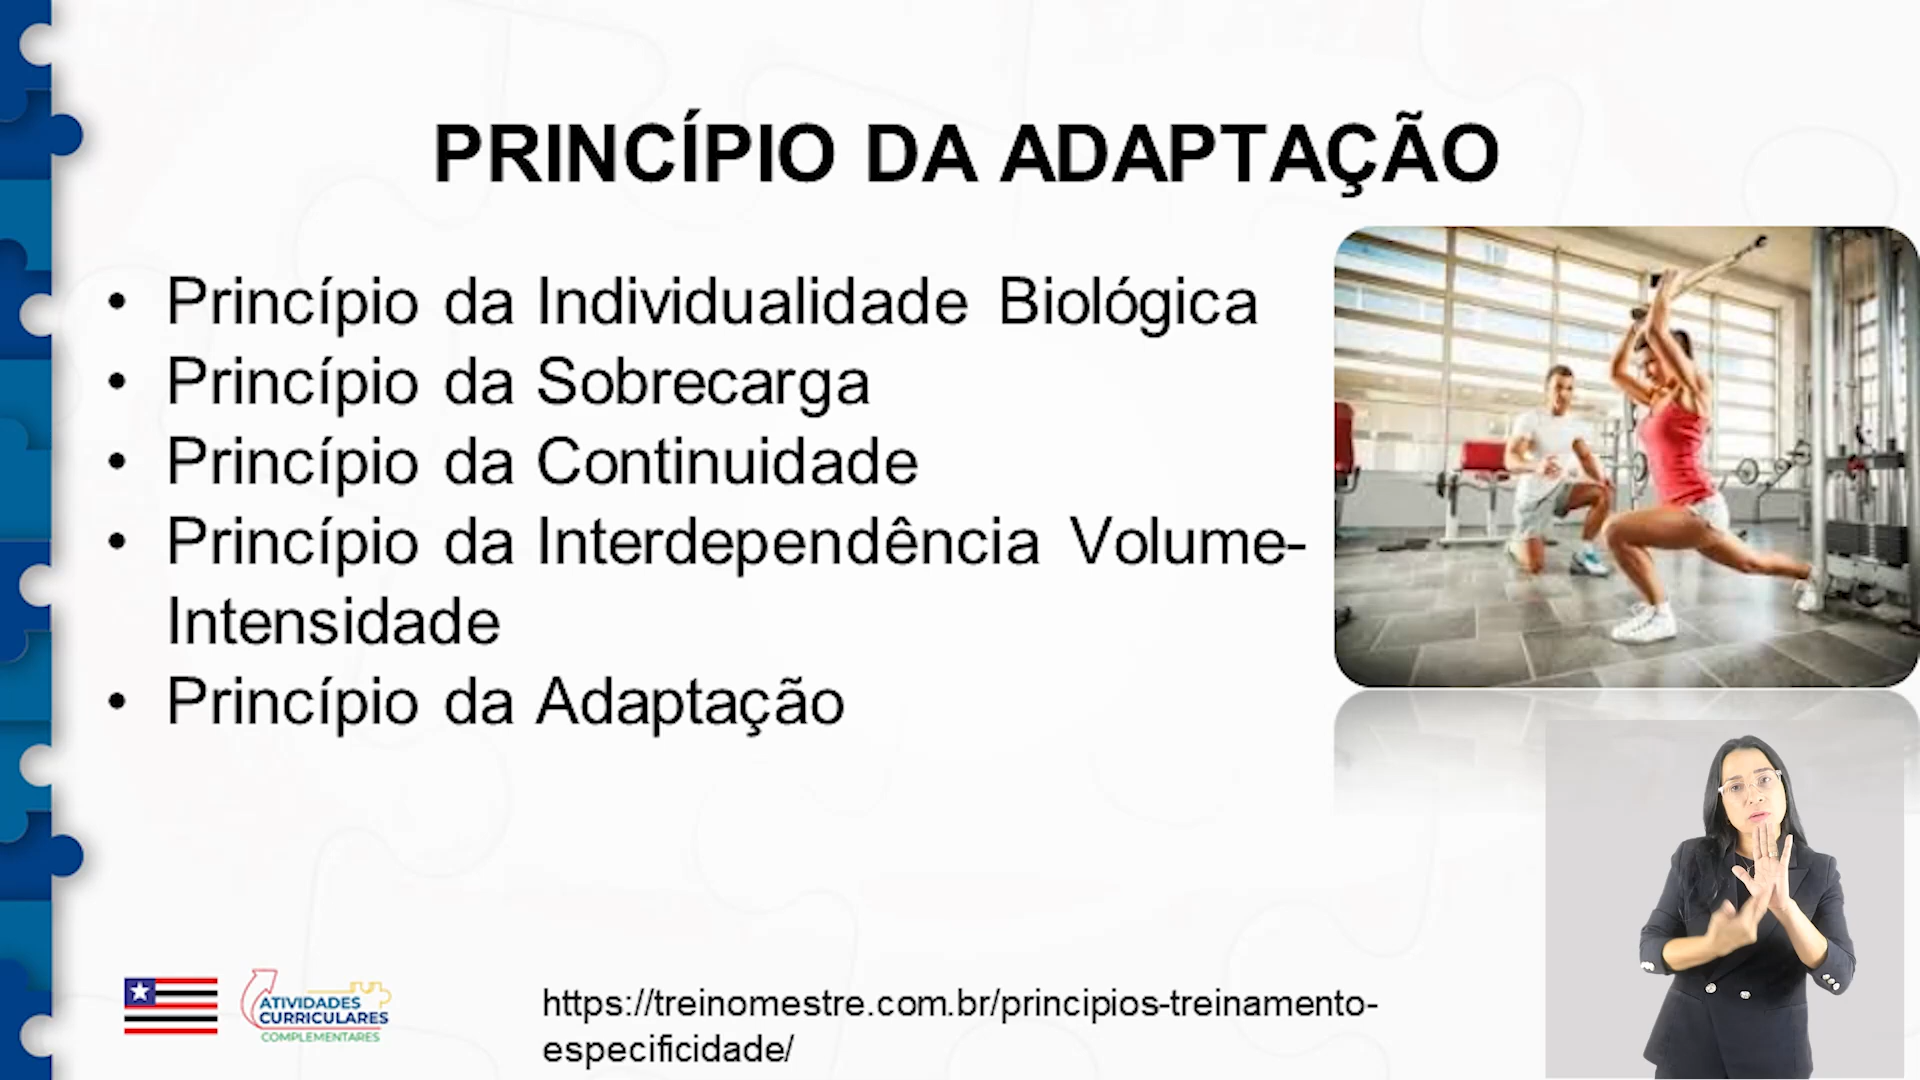 PRINCÍPIO DA ADAPTAÇÃO
• Princípio da Individualidade Biológica
• Princípio da Sobrecarga
• Princípio da Continuidade
• Princípio da Interdependência Volume-
Intensidade
• Princípio da Adaptação
ATIVIDADES
CURRICULARES
COMPLEMENTARES
https://treinomestre.com.br/principios-treinamento-
especificidade/